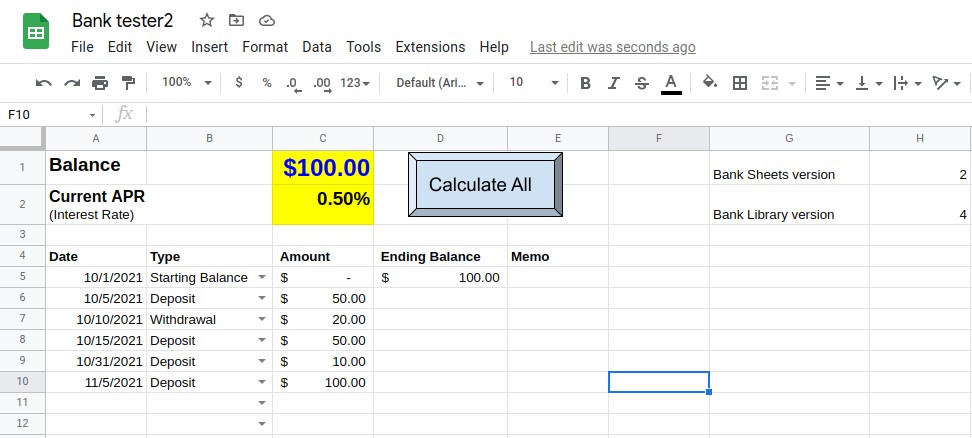 Bank tester2
File Edit View Insert Format Data Tools Extensions Help Last edit was seconds ago
100% $ % .0 .00 123 Default (Ari... 10 B I S A
F10 fx
A B C D E F G H
1 Balance $100.00 Calculate All Bank Sheets version 2
2 Current APR 0.50%
(Interest Rate) Bank Library version 4
3
4 Date Type Amount Ending Balance Memo
5 10/1/2021 Starting Balance $ - $ 100.00
6 10/5/2021 Deposit $ 50.00
7 10/10/2021 Withdrawal $ 20.00
8 10/15/2021 Deposit $ 50.00
9 10/31/2021 Deposit $ 10.00
10 11/5/2021 Deposit $ 100.00
11
12